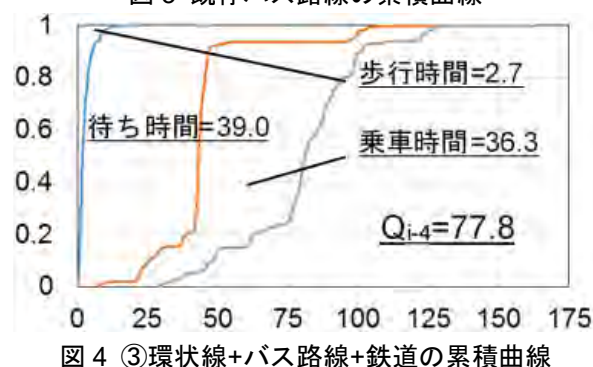 図 3 既存バス路線の累積曲線
1
0.8
0.6
0.4
0.2
0
歩行時間=2.7
待ち時間=39.0
乗車時間=36.3
Qi-4=77.8
0 25 50 75 100 125 150 175
図 4 ③環状線+バス路線+鉄道の累積曲線